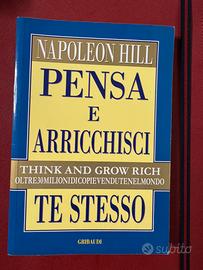 NAPOLEON HILL
PENSA
E
ARRICCHISCI
THINK AND GROW RICH
OLTRE 30 MILIONI DI COPIE VENDUTE NEL MONDO
TE STESSO
GRIBAUDI
subito